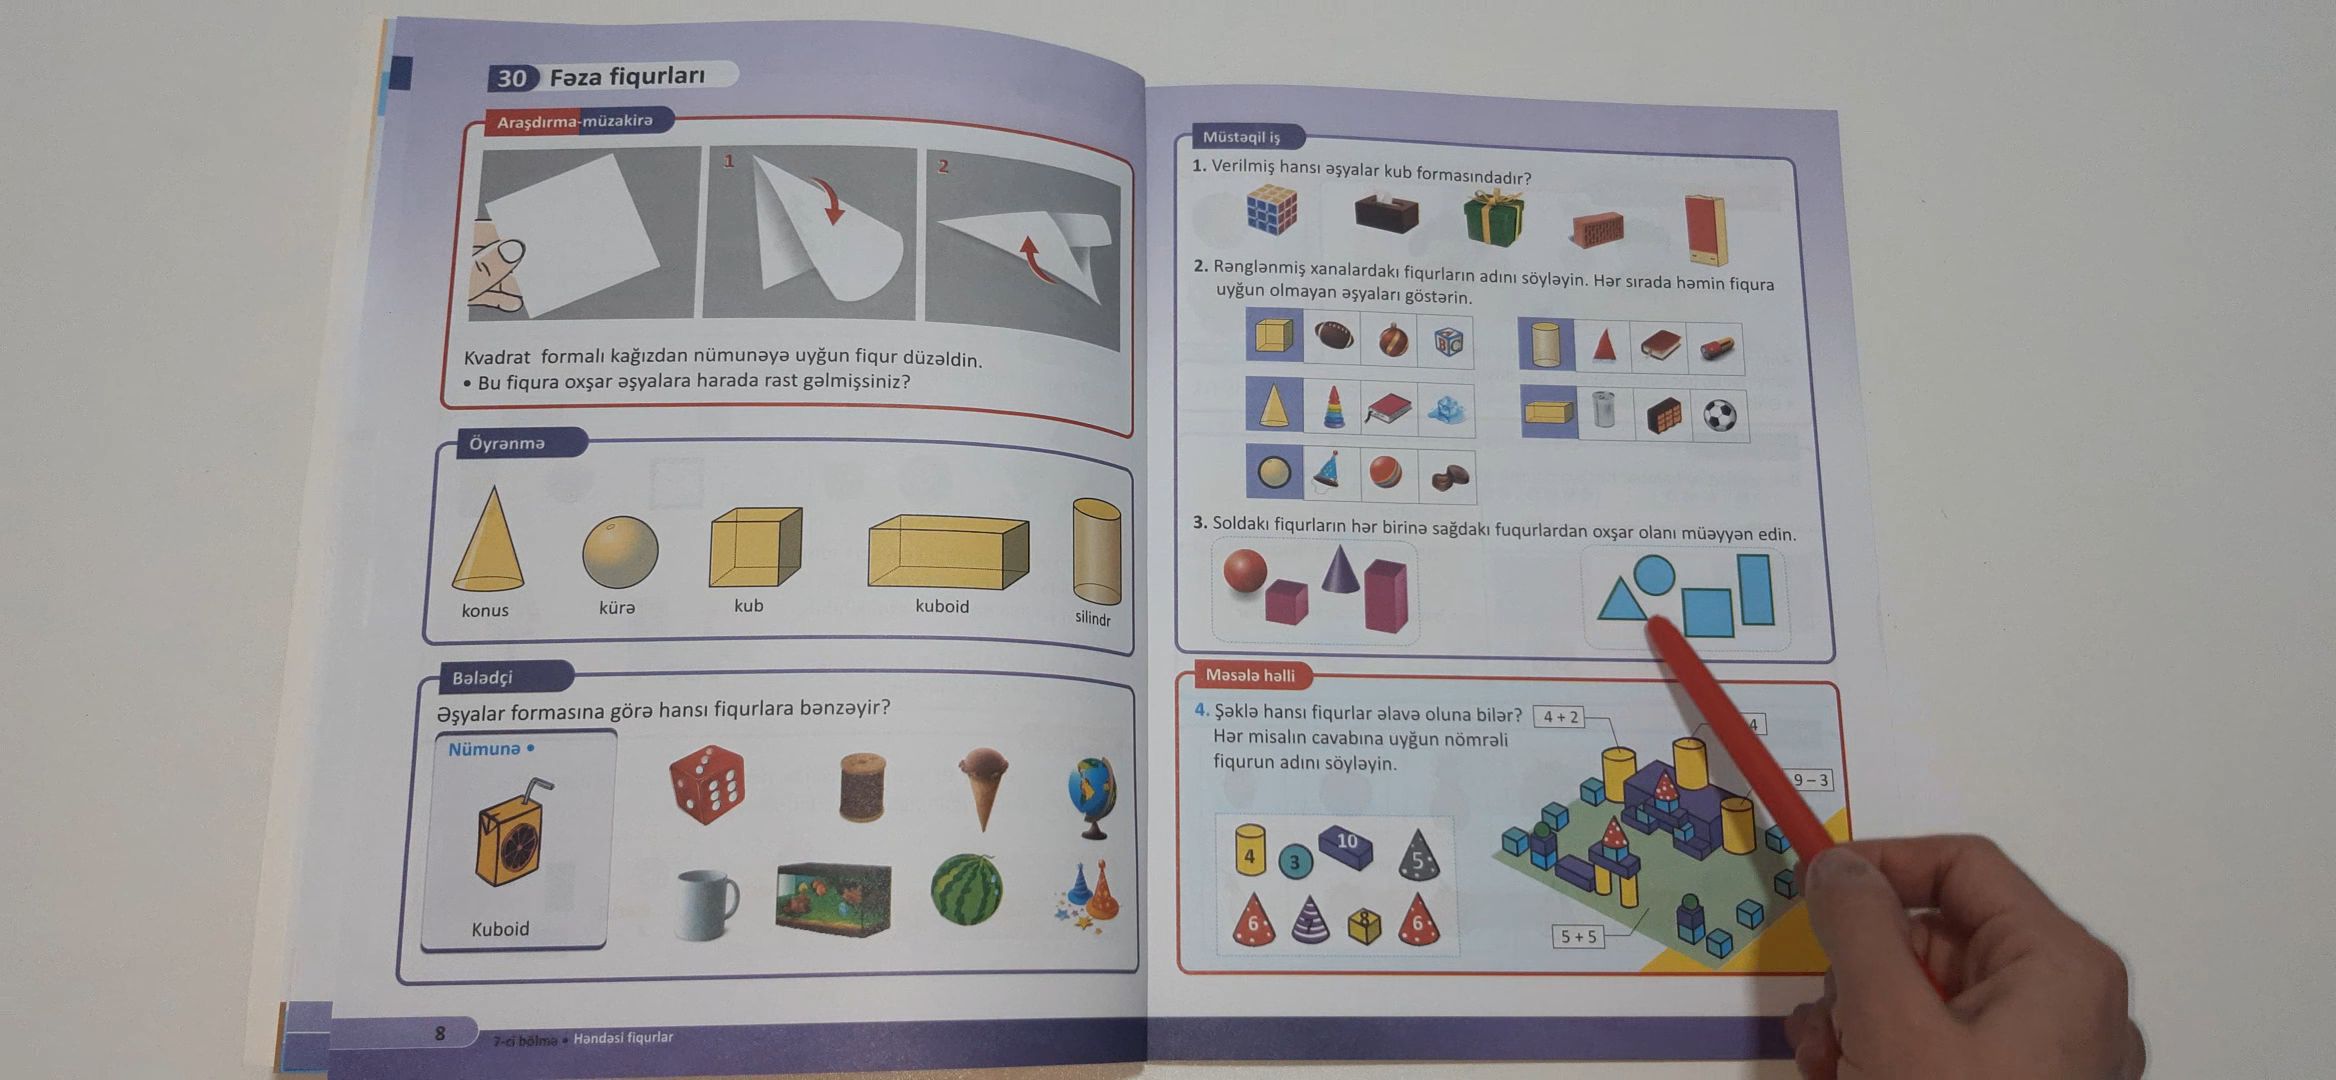 30 Fəza fiqurları
Araşdırma-müzakirə
1
2
Kvadrat formalı kağızdan nümunəyə uyğun fiqur düzəldin.
• Bu fiqura oxşar əşyalara harada rast gəlmişsiniz?
Öyrənmə
konus
kürə
kub
kuboid
silindr
Bələdçi
Əşyalar formasına görə hansı fiqurlara bənzəyir?
Nümunə •
Kuboid
8
7-ci bölmə • Həndəsi fiqurlar
Müstəqil iş
1. Verilmiş hansı əşyalar kub formasındadır?
2. Rənglənmiş xanalardakı fiqurların adını söyləyin. Hər sırada həmin fiqura
uyğun olmayan əşyaları göstərin.
B C
3. Soldakı fiqurların hər birinə sağdakı fuqurlardan oxşar olanı müəyyən edin.
Məsələ həlli
4. Şəklə hansı fiqurlar əlavə oluna bilər?
Hər misalın cavabına uyğun nömrəli
fiqurun adını söyləyin.
4 + 2
4
9 – 3
5 + 5
4
3
10
5
6
8
6